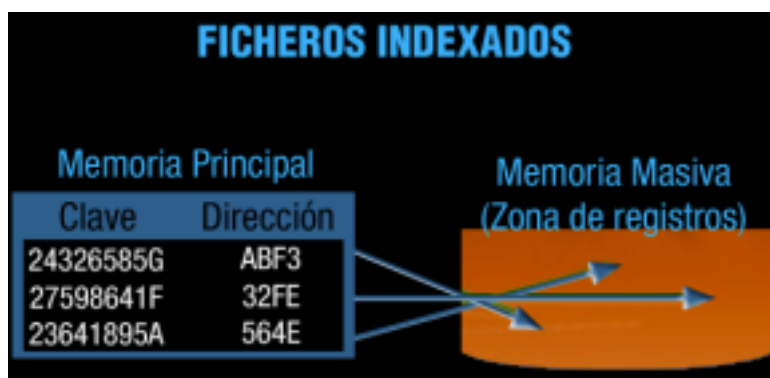 FICHEROS INDEXADOS
Memoria Principal
Clave Dirección
24326585G ABF3
27598641F 32FE
23641895A 564E
Memoria Masiva
(Zona de registros)